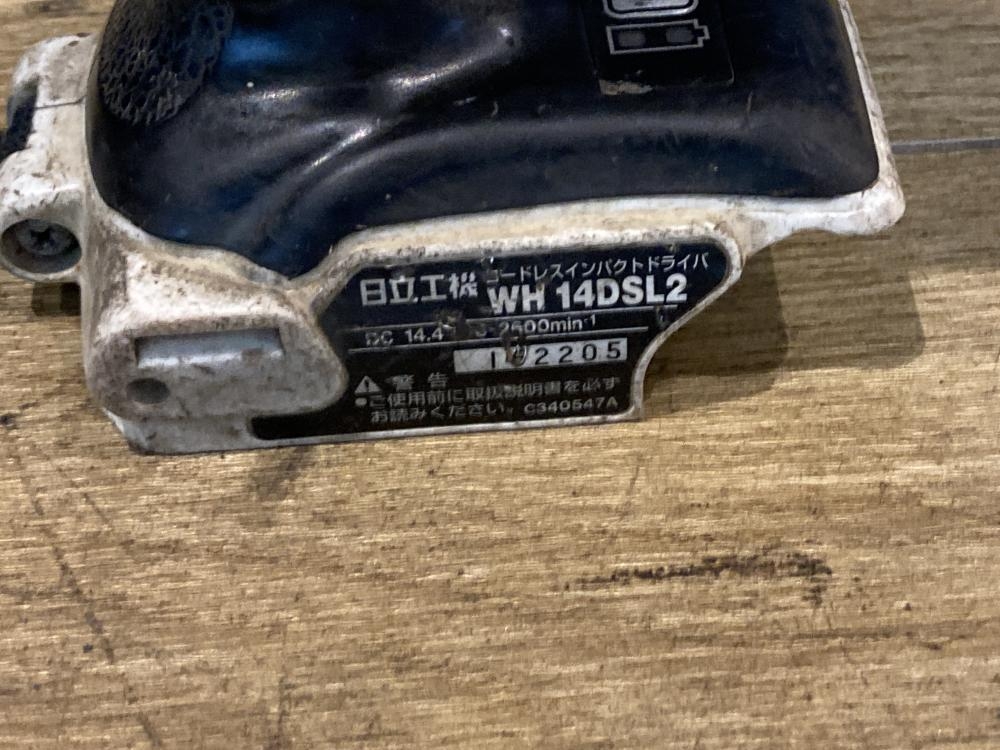 日立工機 コードレスインパクトドライバ
WH 14DSL2
DC 14.4 2600min⁻¹
2205
⚠警告
●ご使用前に取扱説明書を必ず
お読みください。 C340547A